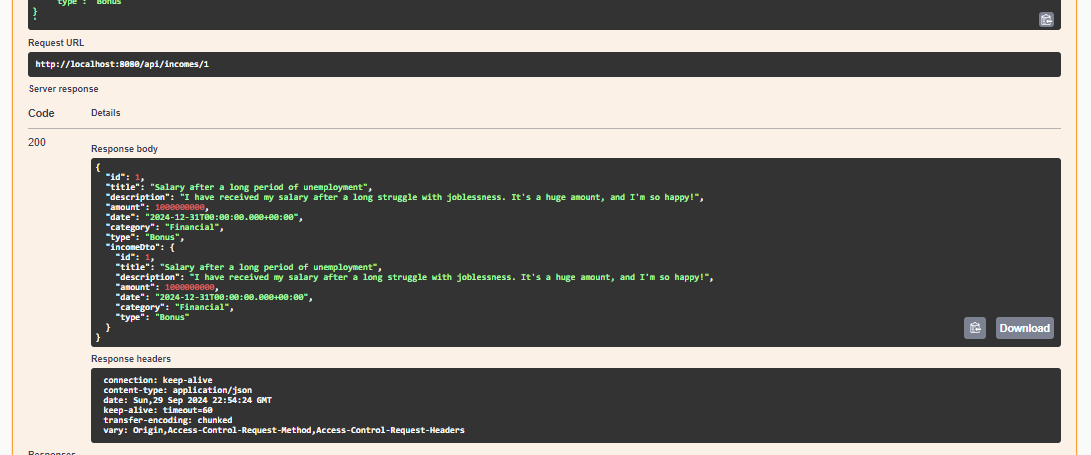 "type": "Bonus"
}
'
Request URL
http://localhost:8080/api/incomes/1
Server response
Code Details
200
Response body
{
"id": 1,
"title": "Salary after a long period of unemployment",
"description": "I have received my salary after a long struggle with joblessness. It's a huge amount, and I'm so happy!",
"amount": 1000000000,
"date": "2024-12-31T00:00:00.000+00:00",
"category": "Financial",
"type": "Bonus",
"incomeDto": {
"id": 1,
"title": "Salary after a long period of unemployment",
"description": "I have received my salary after a long struggle with joblessness. It's a huge amount, and I'm so happy!",
"amount": 1000000000,
"date": "2024-12-31T00:00:00.000+00:00",
"category": "Financial",
"type": "Bonus"
}
}
Download
Response headers
connection: keep-alive
content-type: application/json
date: Sun,29 Sep 2024 22:54:24 GMT
keep-alive: timeout=60
transfer-encoding: chunked
vary: Origin,Access-Control-Request-Method,Access-Control-Request-Headers
Responses